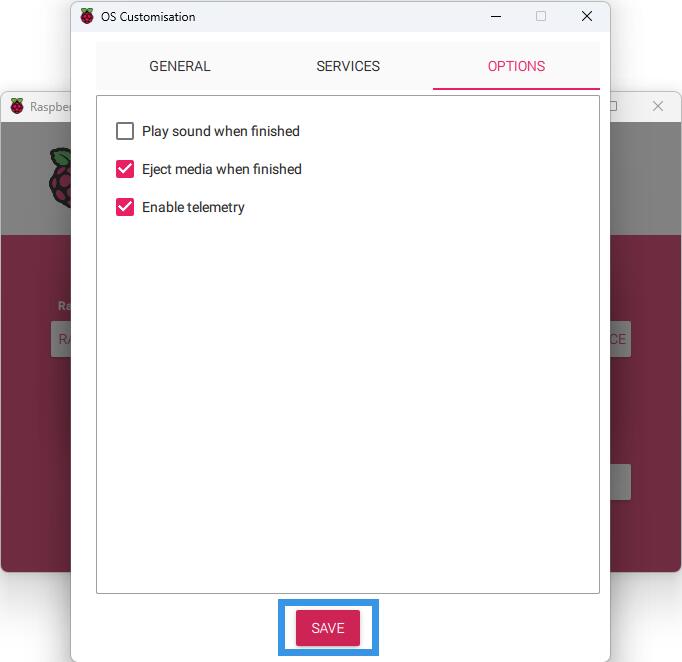 OS Customisation
GENERAL SERVICES OPTIONS
Raspber
Play sound when finished
Eject media when finished
Enable telemetry
Ra
RA
CE
SAVE